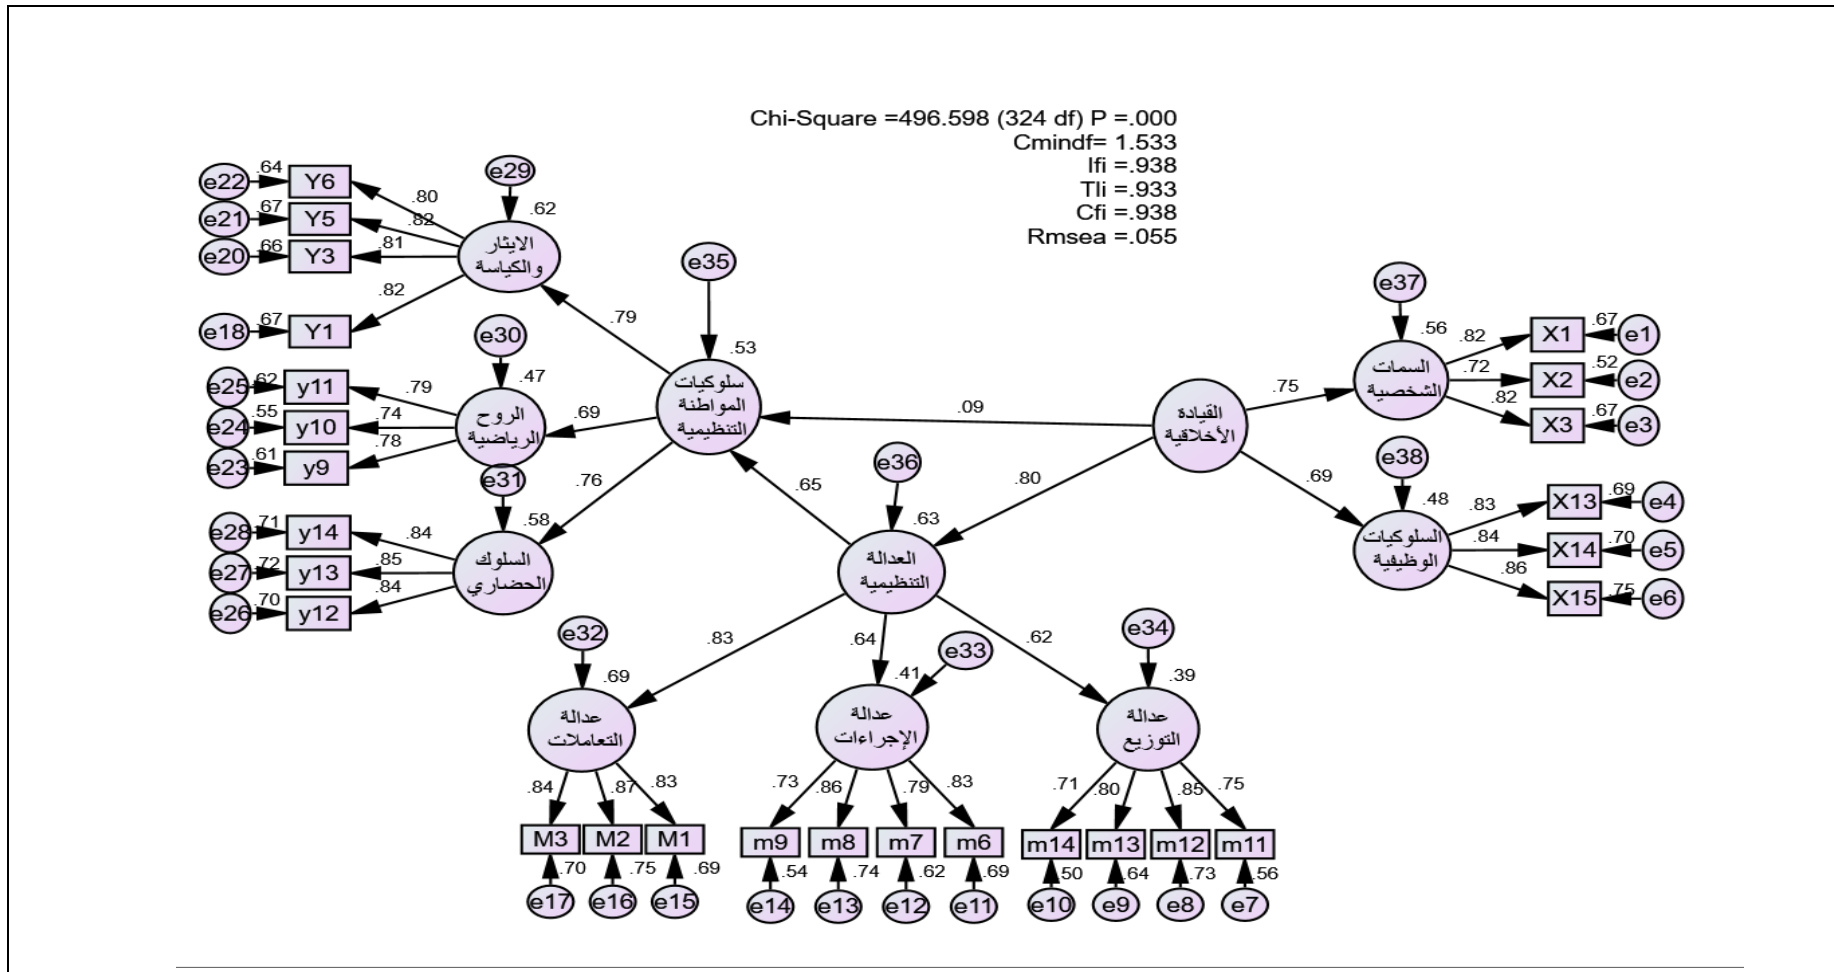 Chi-Square =496.598 (324 df) P =.000
Cmindf= 1.533
Ifi =.938
Tli =.933
Cfi =.938
Rmsea =.055
e22 .64 Y6 .80
e21 .67 Y5 .82
e20 .66 Y3 .81
e18 .67 Y1 .82
e29
.62
الايثار
والكياسة
.79
e35
.53
سلوكيات
المواطنة
التنظيمية
e30
.47
الروح
الرياضية
.69
e25 .62 y11 .79
e24 .55 y10 .74
e23 .61 y9 .78
e31
.58
السلوك
الحضاري
.76
e28 .71 y14 .84
e27 .72 y13 .85
e26 .70 y12 .84
.09
القيادة
الأخلاقية
.75
e37
.56
السمات
الشخصية
.82 X1 .67 e1
.72 X2 .52 e2
.82 X3 .67 e3
.69
e38
.48
السلوكيات
الوظيفية
.83 X13 .69 e4
.84 X14 .70 e5
.86 X15 .75 e6
.80
.65
e36
.63
العدالة
التنظيمية
.83
.64
.62
e32
.69
عدالة
التعاملات
.84 .87 .83
M3 M2 M1
.70 .75 .69
e17 e16 e15
e33
.41
عدالة
الإجراءات
.73 .86 .79 .83
m9 m8 m7 m6
.54 .74 .62 .69
e14 e13 e12 e11
e34
.39
عدالة
التوزيع
.71 .80 .85 .75
m14 m13 m12 m11
.50 .64 .73 .56
e10 e9 e8 e7